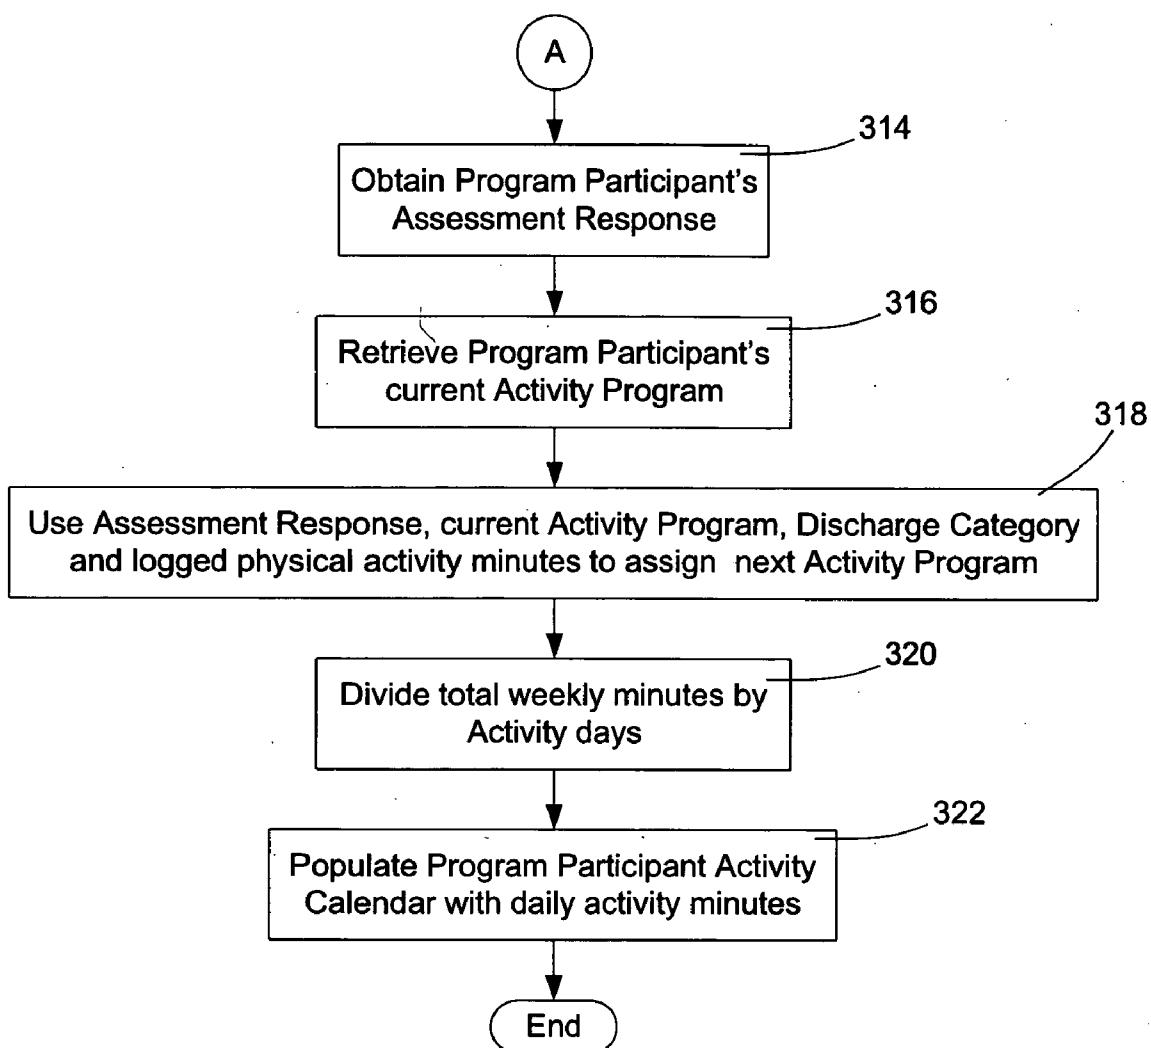 A
314
Obtain Program Participant's
Assessment Response
316
Retrieve Program Participant's
current Activity Program
318
Use Assessment Response, current Activity Program, Discharge Category
and logged physical activity minutes to assign next Activity Program
320
Divide total weekly minutes by
Activity days
322
Populate Program Participant Activity
Calendar with daily activity minutes
End